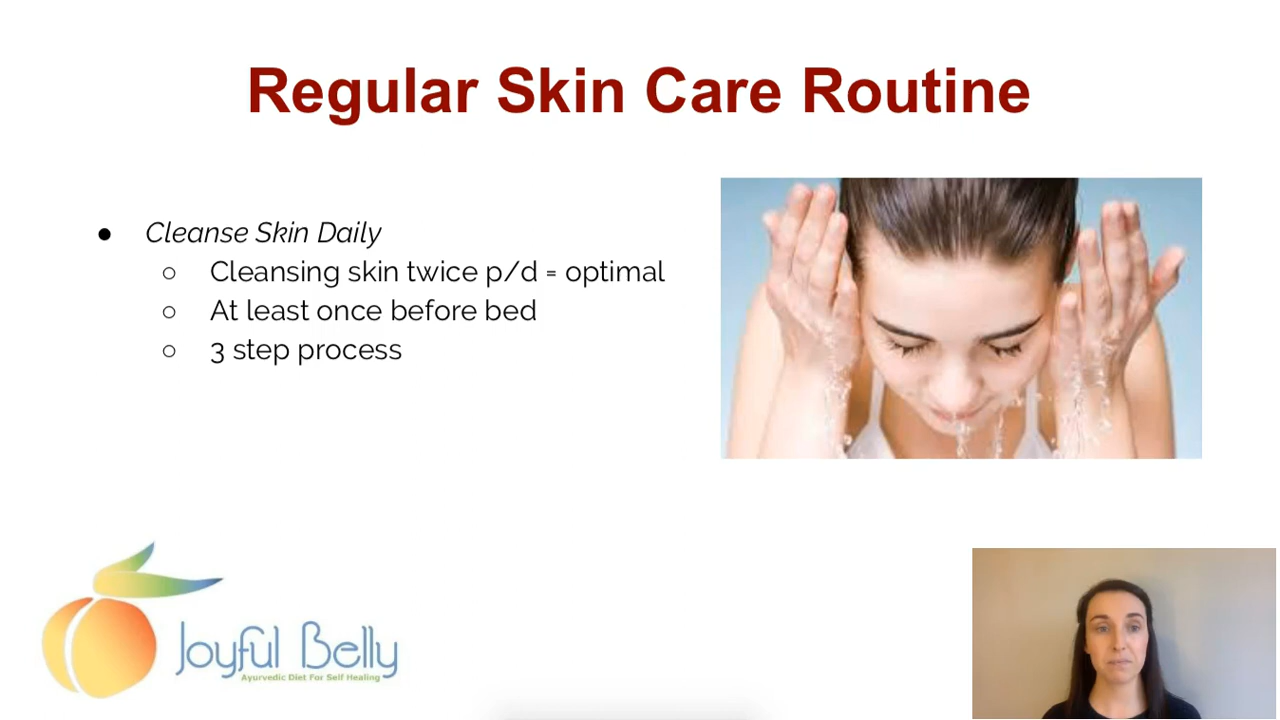 Regular Skin Care Routine
● Cleanse Skin Daily
○ Cleansing skin twice p/d = optimal
○ At least once before bed
○ 3 step process
Joyful Belly
Ayurvedic Diet For Self Healing